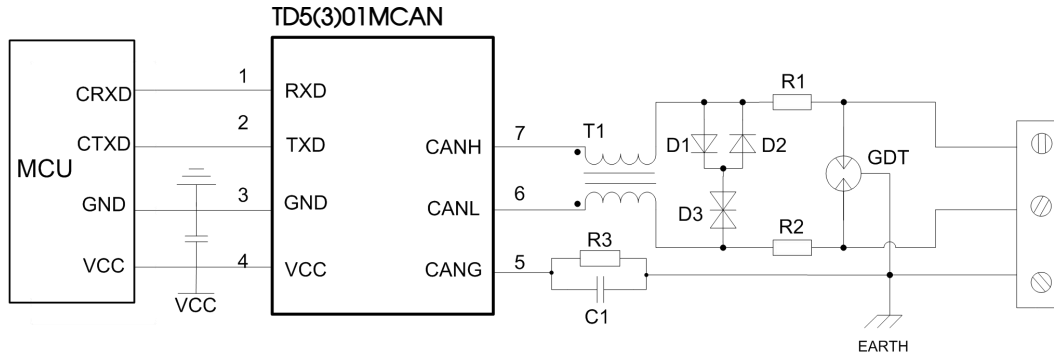 TD5(3)01MCAN
MCU
CRXD
CTXD
GND
VCC
VCC
1
2
3
4
RXD
TXD
GND
VCC
CANH
CANL
CANG
7
6
5
T1
D1
D2
D3
R1
R2
GDT
R3
C1
EARTH